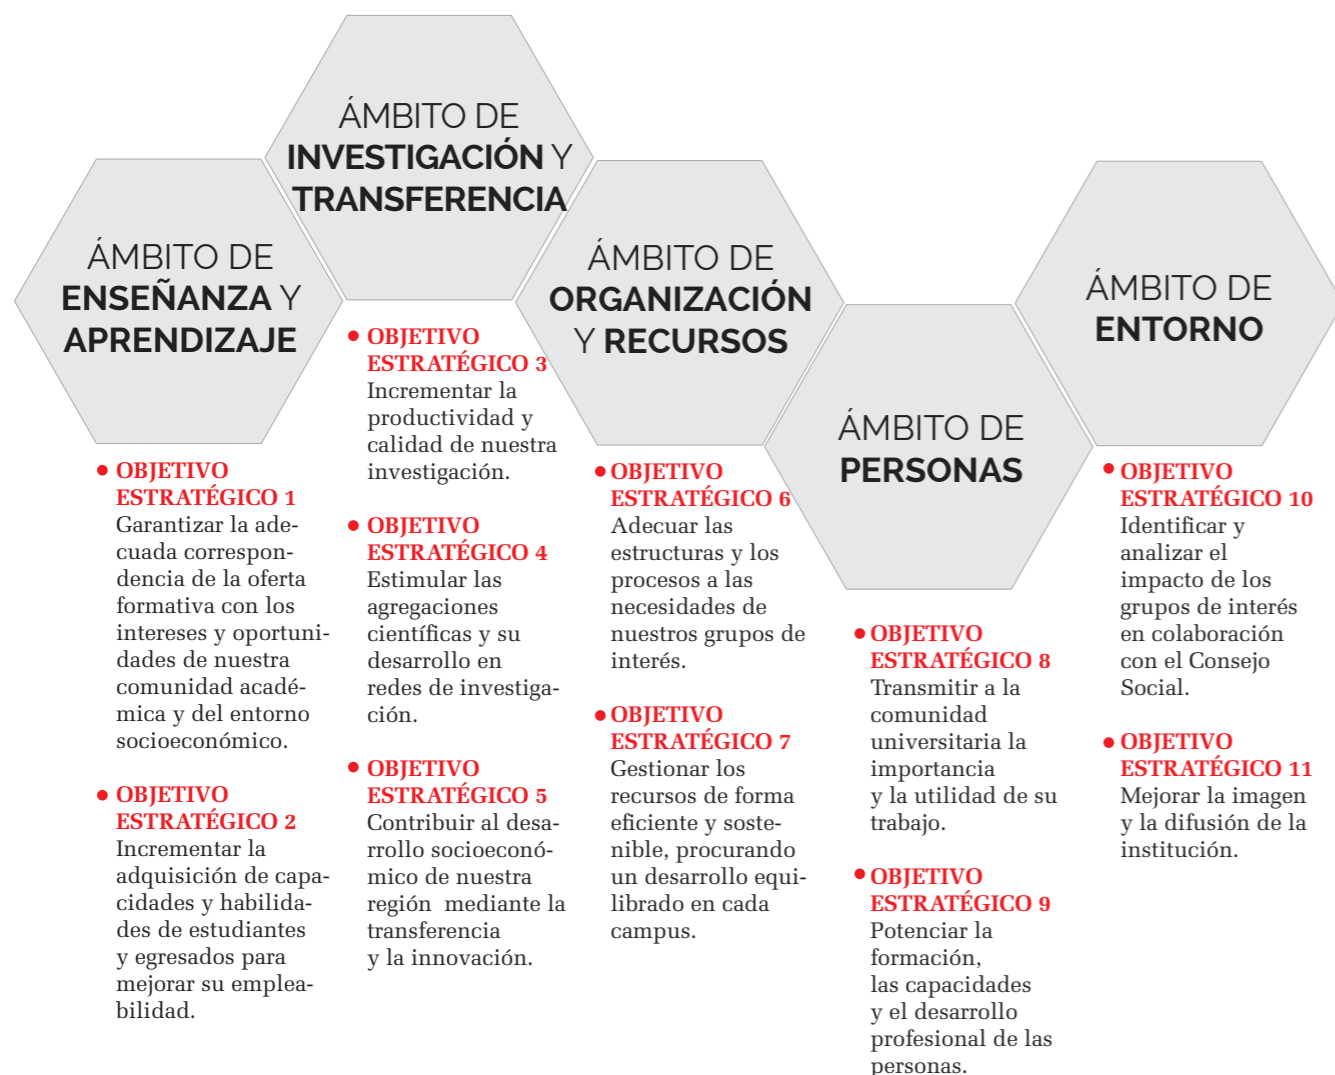 ÁMBITO DE
ENSEÑANZA Y
APRENDIZAJE
OBJETIVO
ESTRATÉGICO 1
Garantizar la ade-
cuada correspon-
dencia de la oferta
formativa con los
intereses y oportuni-
dades de nuestra
comunidad acadé-
mica y del entorno
socioeconómico.
OBJETIVO
ESTRATÉGICO 2
Incrementar la
adquisición de capa-
cidades y habilida-
des de estudiantes
y egresados para
mejorar su emplea-
bilidad.
ÁMBITO DE
INVESTIGACIÓN Y
TRANSFERENCIA
OBJETIVO
ESTRATÉGICO 3
Incrementar la
productividad y
calidad de nuestra
investigación.
OBJETIVO
ESTRATÉGICO 4
Estimular las
agregaciones
científicas y su
desarrollo en
redes de investiga-
ción.
OBJETIVO
ESTRATÉGICO 5
Contribuir al desa-
rrollo socioeconó-
mico de nuestra
región mediante la
transferencia
y la innovación.
ÁMBITO DE
ORGANIZACIÓN
Y RECURSOS
OBJETIVO
ESTRATÉGICO 6
Adecuar las
estructuras y los
procesos a las
necesidades de
nuestros grupos de
interés.
OBJETIVO
ESTRATÉGICO 7
Gestionar los
recursos de forma
eficiente y soste-
nible, procurando
un desarrollo equi-
librado en cada
campus.
ÁMBITO DE
PERSONAS
OBJETIVO
ESTRATÉGICO 8
Transmitir a la
comunidad
universitaria la
importancia
y la utilidad de su
trabajo.
OBJETIVO
ESTRATÉGICO 9
Potenciar la
formación,
las capacidades
y el desarrollo
profesional de las
personas.
ÁMBITO DE
ENTORNO
OBJETIVO
ESTRATÉGICO 10
Identificar y
analizar el
impacto de los
grupos de interés
en colaboración
con el Consejo
Social.
OBJETIVO
ESTRATÉGICO 11
Mejorar la imagen
y la difusión de la
institución.